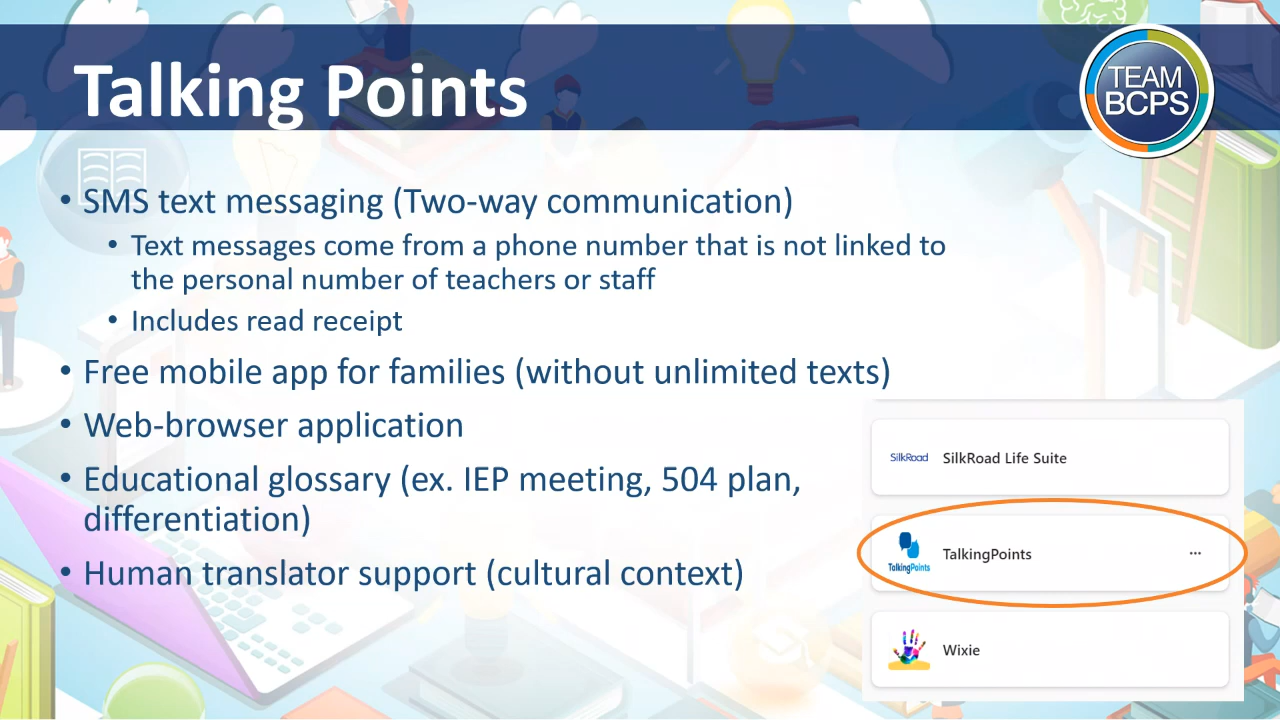 Talking Points
TEAM
BCPS
• SMS text messaging (Two-way communication)
• Text messages come from a phone number that is not linked to
the personal number of teachers or staff
• Includes read receipt
• Free mobile app for families (without unlimited texts)
• Web-browser application
• Educational glossary (ex. IEP meeting, 504 plan,
differentiation)
• Human translator support (cultural context)
SilkRoad SilkRoad Life Suite
TalkingPoints ...
TalkingPoints
Wixie